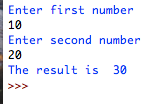 Enter first number
10
Enter second number
20
The result is  30
>>>